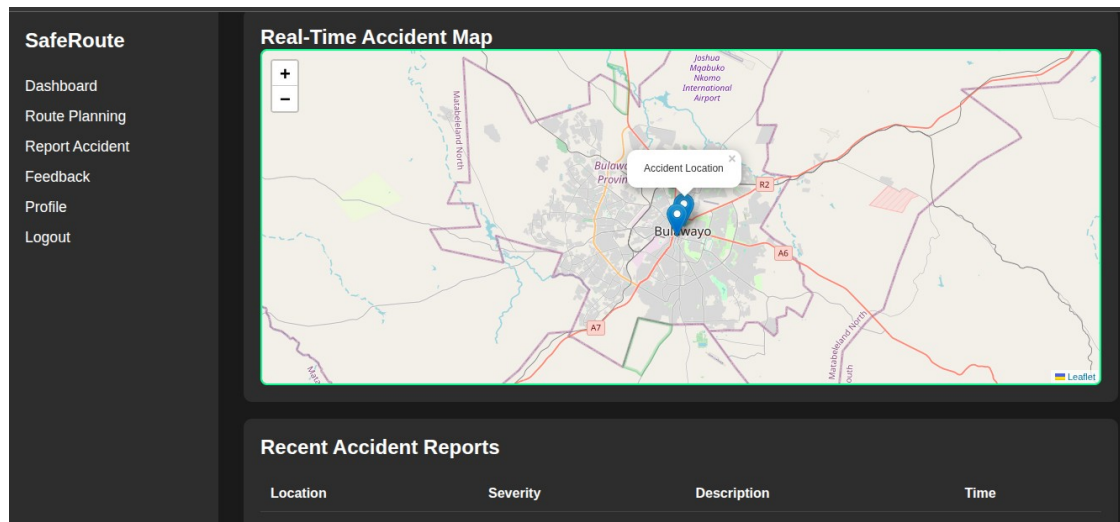 SafeRoute
Dashboard
Route Planning
Report Accident
Feedback
Profile
Logout
Real-Time Accident Map
+
−
Joshua
Mqabuko
Nkomo
International
Airport
Matabeleland North
Accident Location
×
R2
Bulawayo
A6
A7
Matabeleland North
Leaflet
Recent Accident Reports
Location Severity Description Time